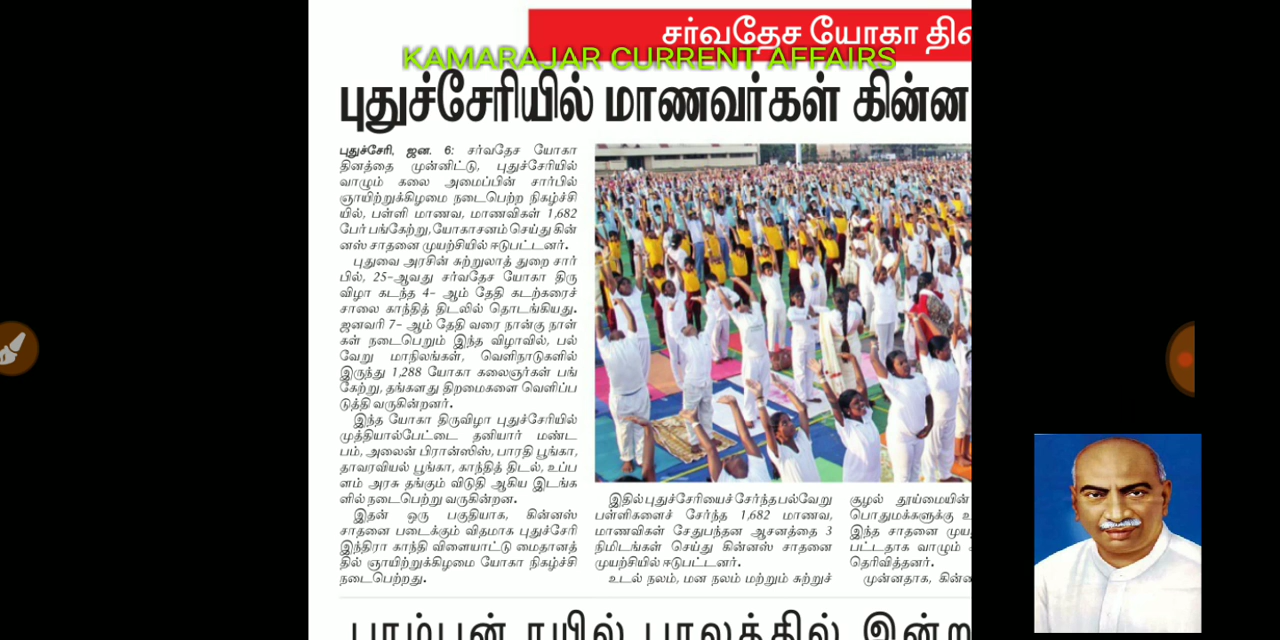 சர்வதேச யோகா தின
KAMARAJAR CURRENT AFFAIRS
புதுச்சேரியில் மாணவர்கள் கின்ன
புதுச்சேரி, ஜன. 6: சர்வதேச யோகா
தினத்தை முன்னிட்டு, புதுச்சேரியில்
வாழும் கலை அமைப்பின் சார்பில்
ஞாயிற்றுக்கிழமை நடைபெற்ற நிகழ்ச்சி
யில், பள்ளி மாணவ, மாணவிகள் 1,682
பேர் பங்கேற்று, யோகாசனம் செய்து கின்
னஸ் சாதனை முயற்சியில் ஈடுபட்டனர்.
புதுவை அரசின் சுற்றுலாத் துறை சார்
பில், 25-ஆவது சர்வதேச யோகா திரு
விழா கடந்த 4- ஆம் தேதி கடற்கரைச்
சாலை காந்தித் திடலில் தொடங்கியது.
ஜனவரி 7- ஆம் தேதி வரை நான்கு நாள்
கள் நடைபெறும் இந்த விழாவில், பல்
வேறு மாநிலங்கள், வெளிநாடுகளில்
இருந்து 1,288 யோகா கலைஞர்கள் பங்
கேற்று, தங்களது திறமைகளை வெளிப்ப
டுத்தி வருகின்றனர்.
இந்த யோகா திருவிழா புதுச்சேரியில்
முத்தியால்பேட்டை தனியார் மண்ட
பம், அலைன் பிரான்ஸிஸ், பாரதி பூங்கா,
தாவரவியல் பூங்கா, காந்தித் திடல், உப்ப
ளம் அரசு தங்கும் விடுதி ஆகிய இடங்க
ளில் நடைபெற்று வருகின்றன.
இதன் ஒரு பகுதியாக, கின்னஸ்
சாதனை படைக்கும் விதமாக புதுச்சேரி
இந்திரா காந்தி விளையாட்டு மைதானத்
தில் ஞாயிற்றுக்கிழமை யோகா நிகழ்ச்சி
நடைபெற்றது.
இதில் புதுச்சேரியைச் சேர்ந்த பல்வேறு
பள்ளிகளைச் சேர்ந்த 1,682 மாணவ,
மாணவிகள் சேதுபந்தன ஆசனத்தை 3
நிமிடங்கள் செய்து கின்னஸ் சாதனை
முயற்சியில் ஈடுபட்டனர்.
உடல் நலம், மன நலம் மற்றும் சுற்றுச்
சூழல் தூய்மையின்
பொதுமக்களுக்கு
இந்த சாதனை முய
பட்டதாக வாழும்
தெரிவித்தனர்.
முன்னதாக, கின்ன
பாம்பன் ரயில் பாலத்தில் இன்ற